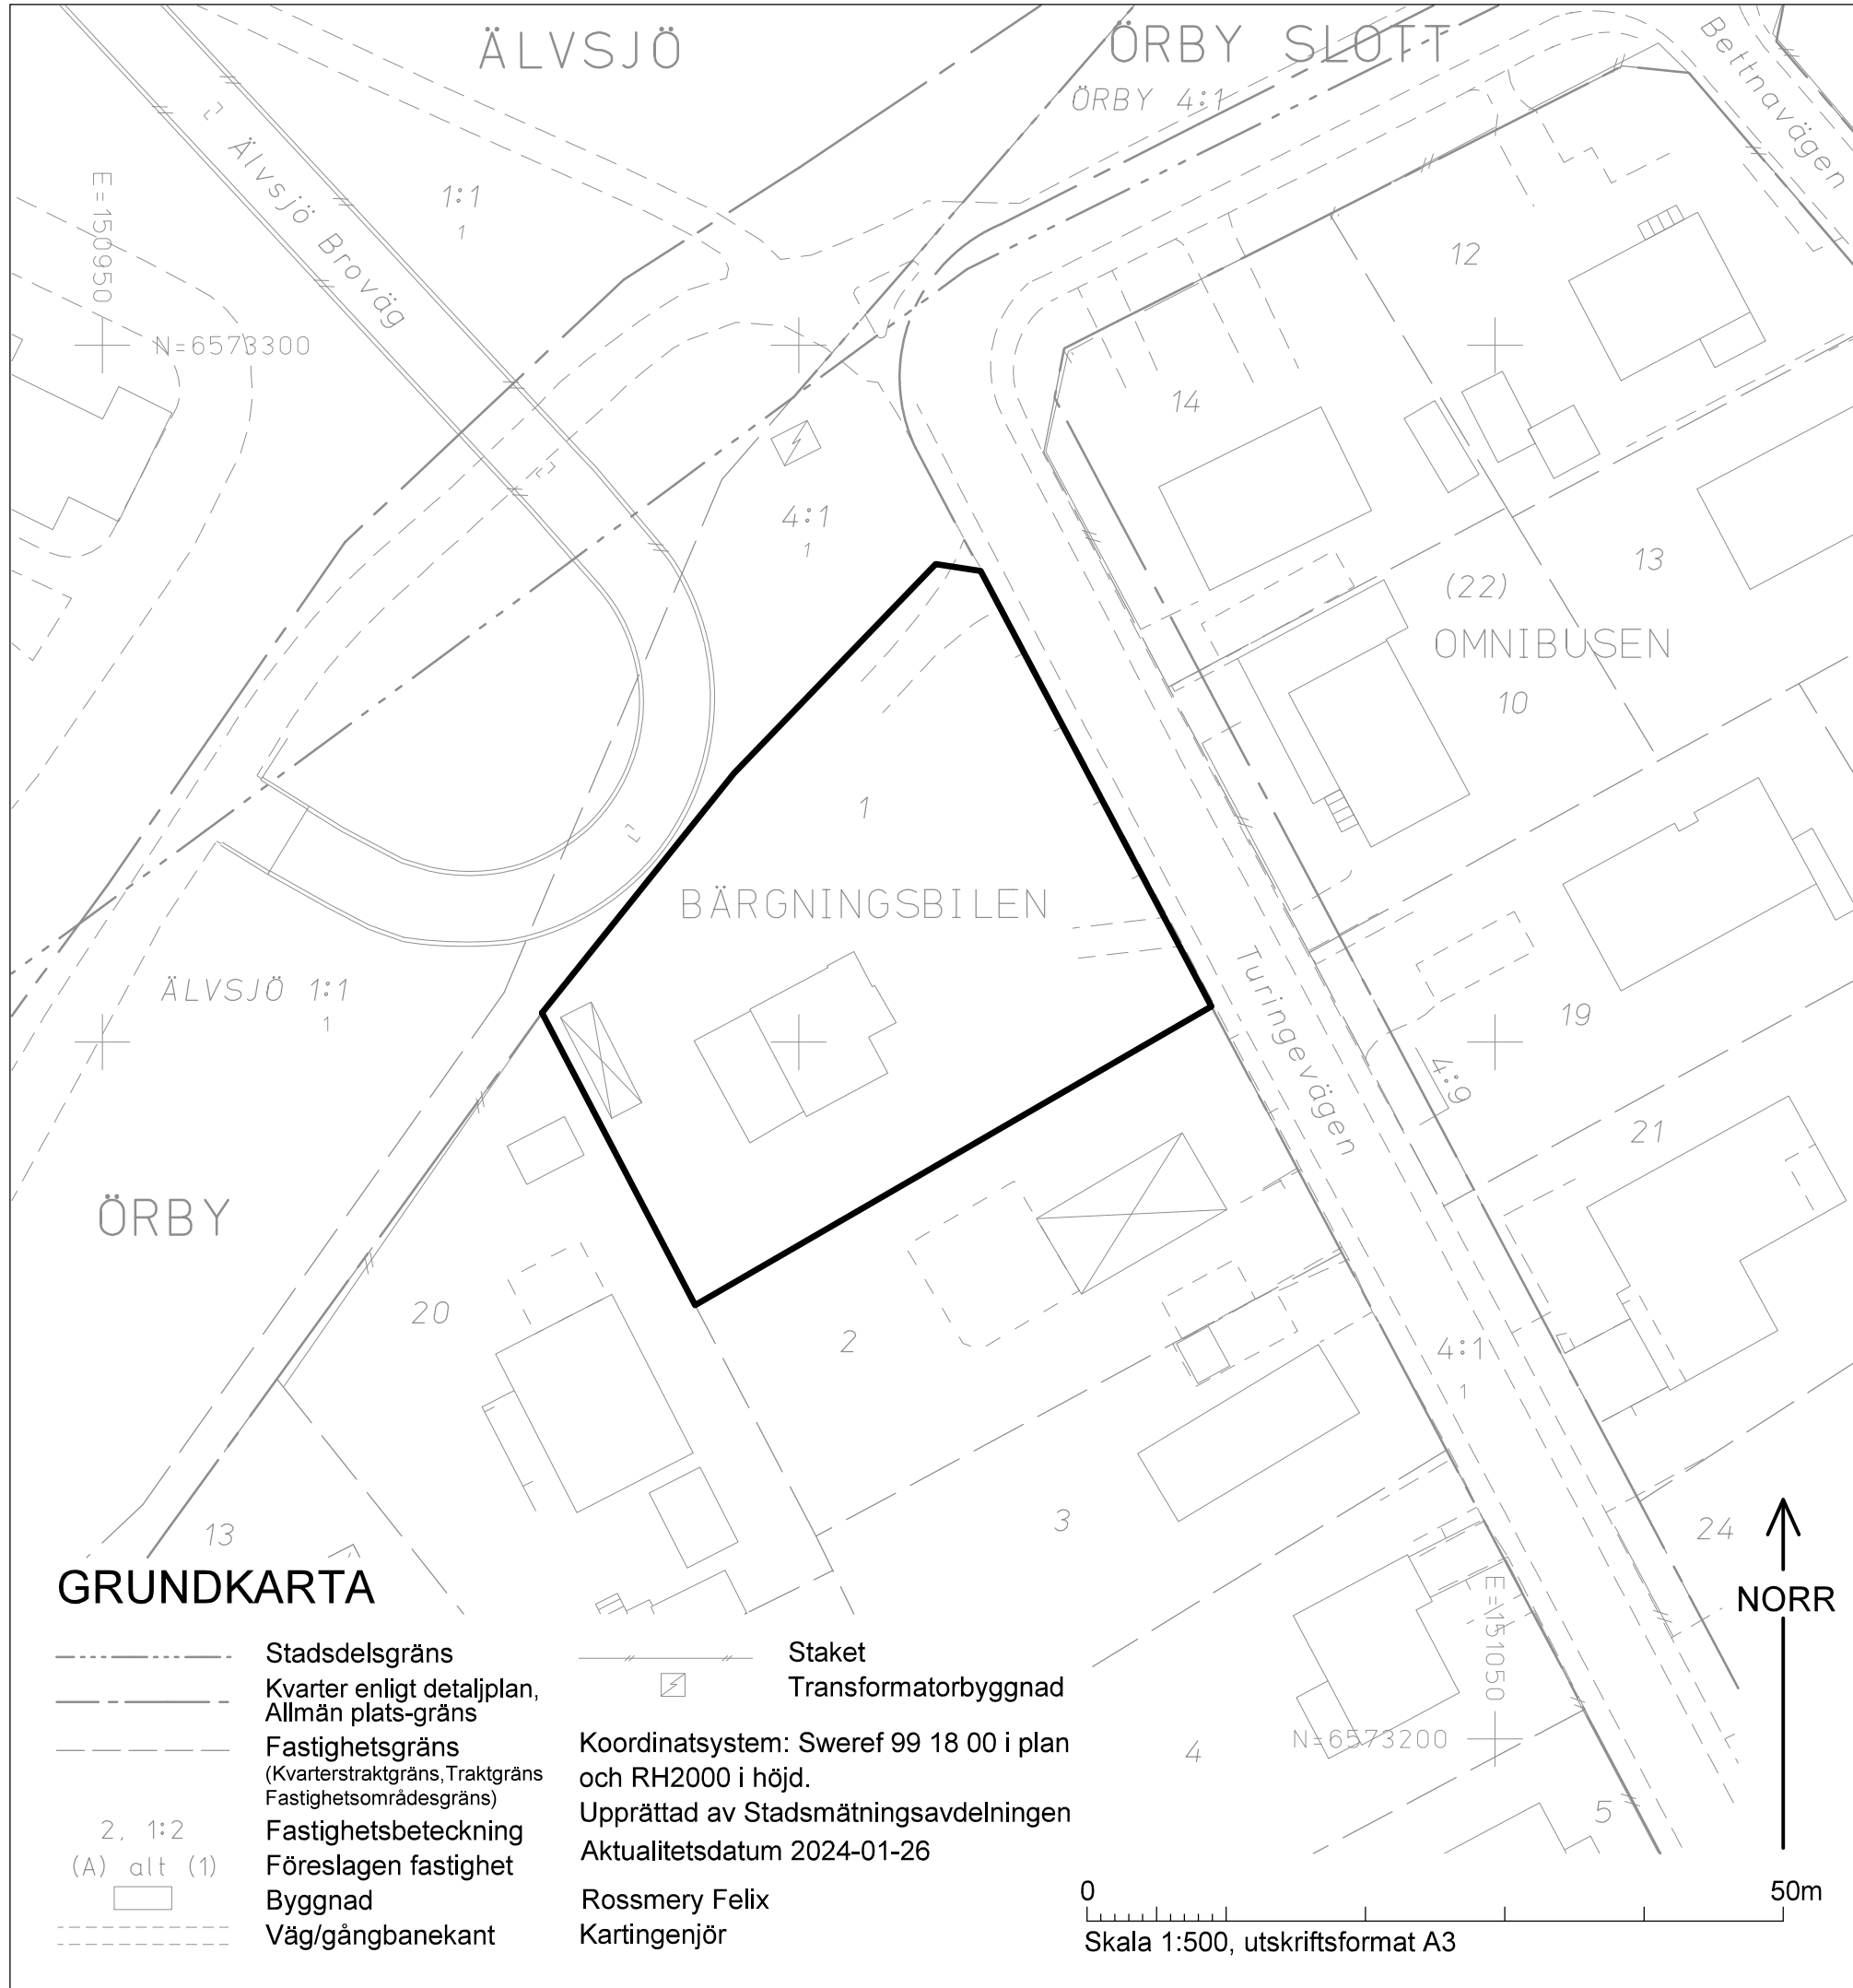 ÄLVSJÖ
ÖRBY SLOTT
ÖRBY 4:1
Bettnavägen
Älvsjö Broväg
1:1
1
E=150950
N=6573300
12
14
4:1
1
13
(22)
OMNIBUSEN
10
1
BÄRGNINGSBILEN
Turingevägen
ÄLVSJÖ 1:1
1
19
4:9
21
ÖRBY
20
2
4:1
1
3
13
24
GRUNDKARTA
NORR
E=151050
N=6573200
4
5
Stadsdelsgräns
Kvarter enligt detaljplan,
Allmän plats-gräns
Fastighetsgräns
(Kvarterstraktgräns,Traktgräns
Fastighetsområdesgräns)
2, 1:2
Fastighetsbeteckning
(A) alt (1)
Föreslagen fastighet
Byggnad
Väg/gångbanekant
Staket
Transformatorbyggnad
Koordinatsystem: Sweref 99 18 00 i plan
och RH2000 i höjd.
Upprättad av Stadsmätningsavdelningen
Aktualitetsdatum 2024-01-26
Rossmery Felix
Kartingenjör
0
50m
Skala 1:500, utskriftsformat A3